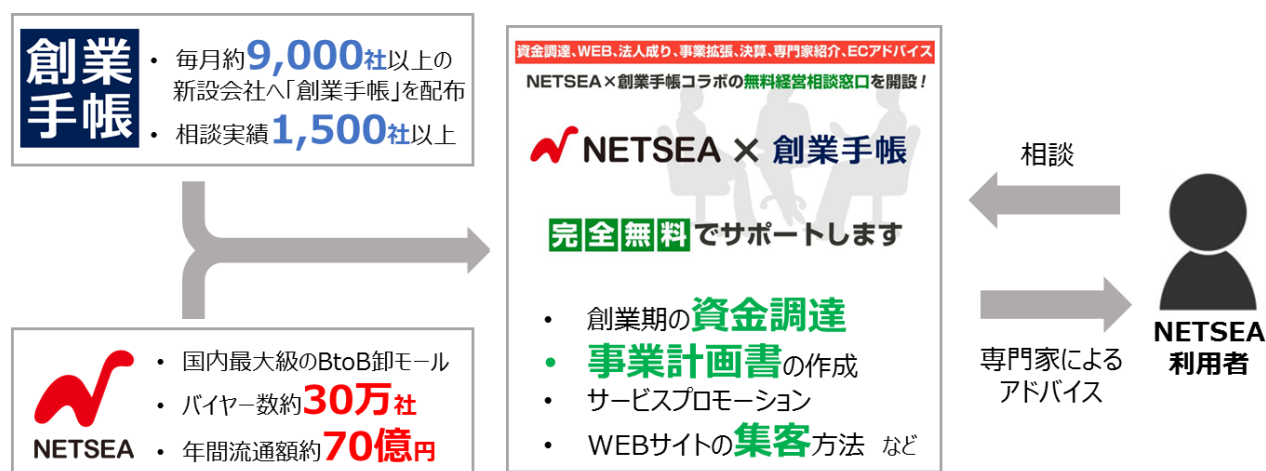 創業
手帳
・ 毎月約9,000社以上の
新設会社へ「創業手帳」を配布
・ 相談実績1,500社以上
NETSEA
・ 国内最大級のBtoB卸モール
・ バイヤー数約30万社
・ 年間流通額約70億円
資金調達、WEB、法人成り、事業拡張、決算、専門家紹介、ECアドバイス
NETSEA×創業手帳コラボの無料経営相談窓口を開設!
NETSEA × 創業手帳
完全無料でサポートします
・ 創業期の資金調達
・ 事業計画書の作成
・ サービスプロモーション
・ WEBサイトの集客方法 など
相談
専門家による
アドバイス
NETSEA
利用者